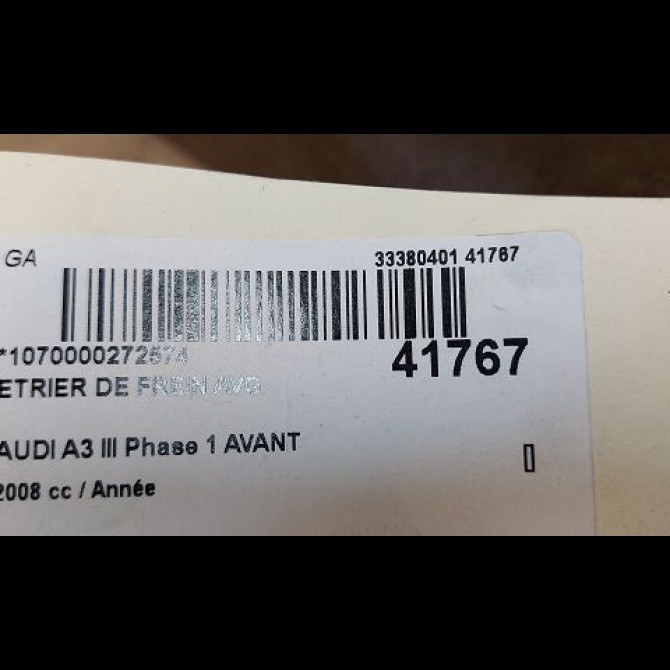 GA
33380401 41767
*1070000272574
41767
ETRIER DE FREIN AVG
AUDI A3 III Phase 1 AVANT
2008 cc / Année